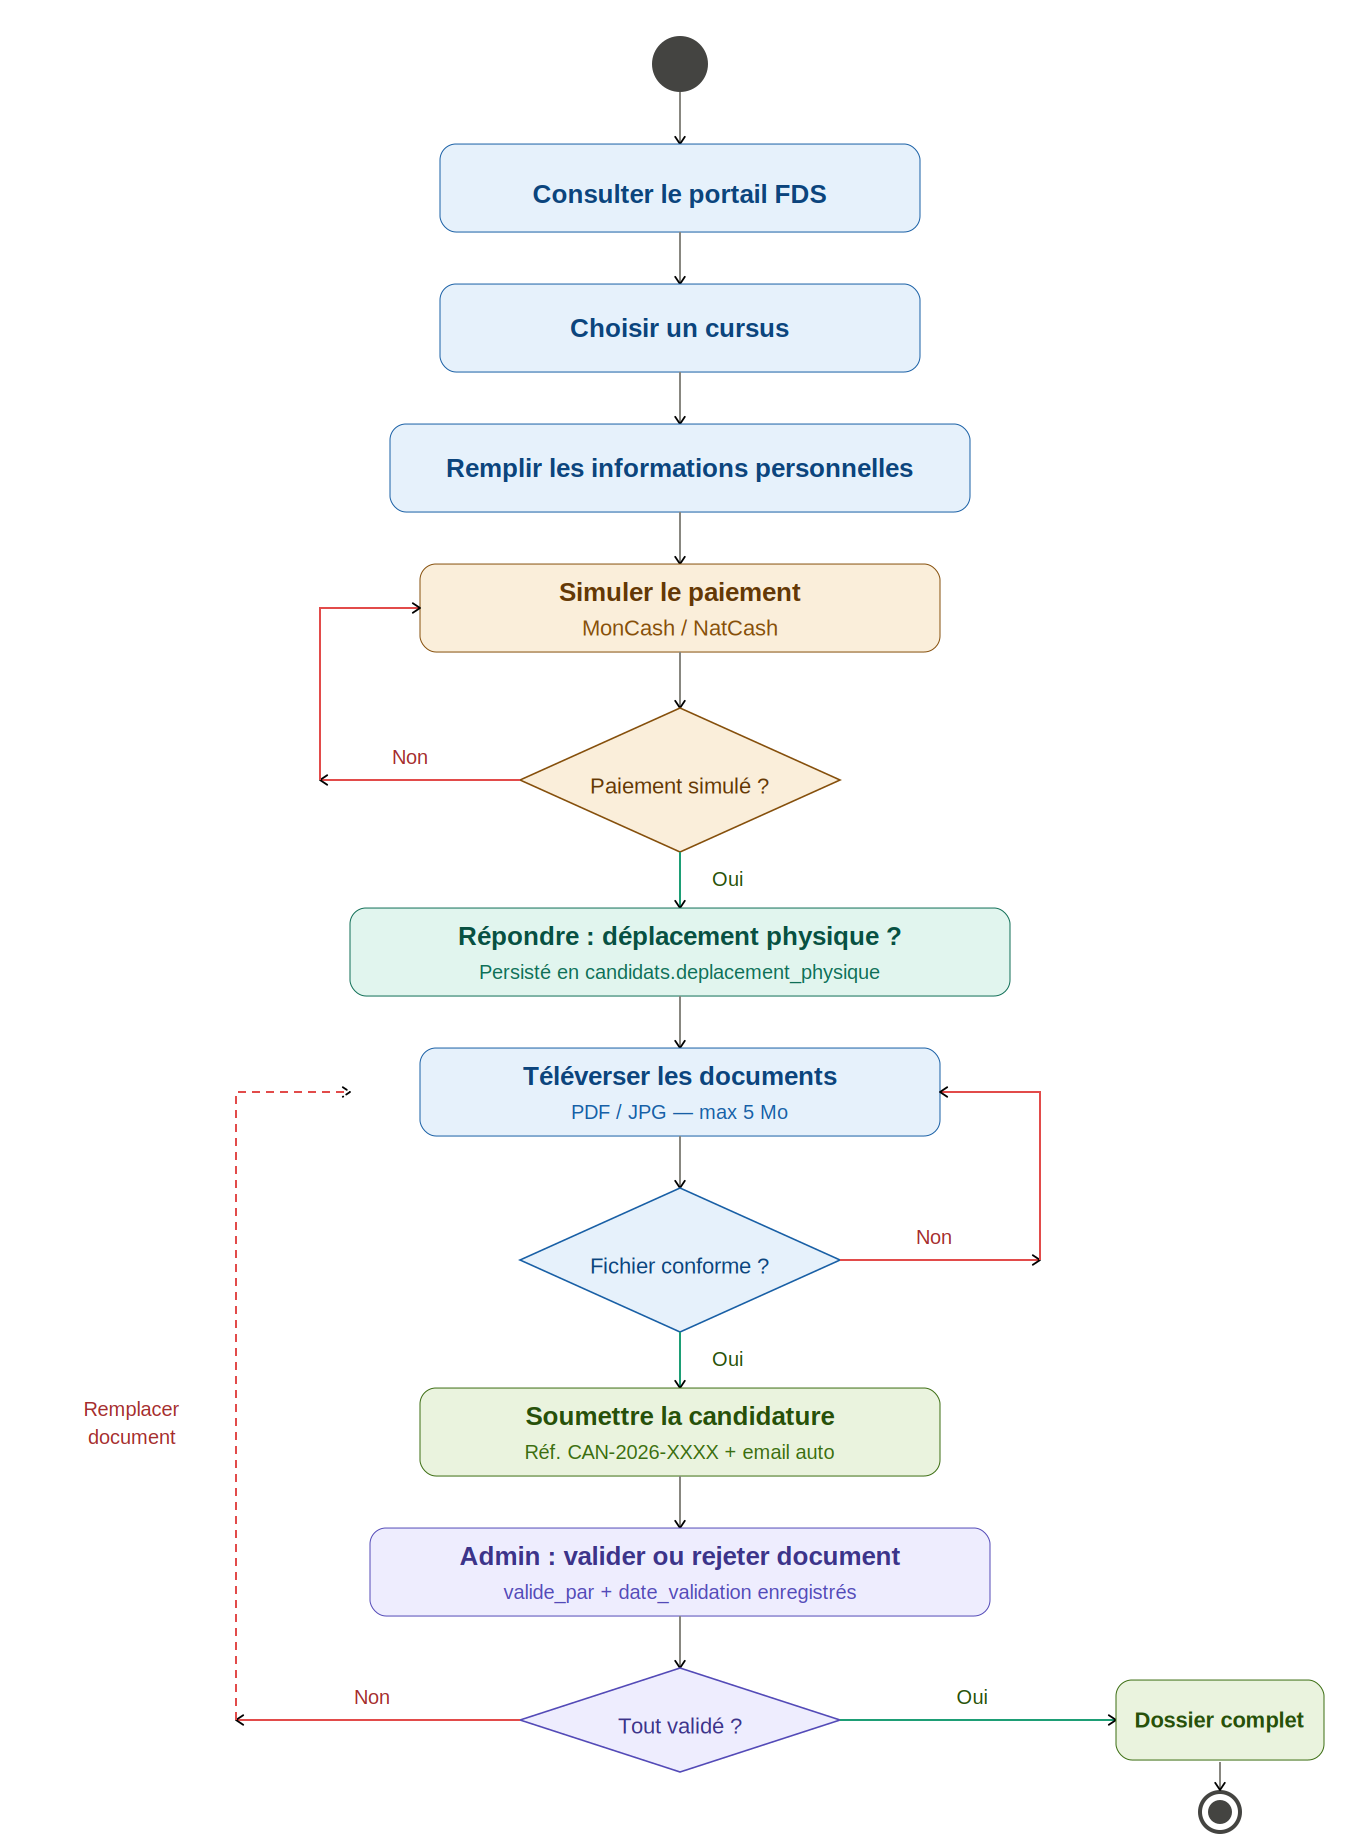 Consulter le portail FDS
Choisir un cursus
Remplir les informations personnelles
Simuler le paiement
MonCash / NatCash
Non
Paiement simulé ?
Oui
Répondre : déplacement physique ?
Persisté en candidats.deplacement_physique
Téléverser les documents
PDF / JPG — max 5 Mo
Non
Fichier conforme ?
Oui
Remplacer
document
Soumettre la candidature
Réf. CAN-2026-XXXX + email auto
Admin : valider ou rejeter document
valide_par + date_validation enregistrés
Non
Tout validé ?
Oui
Dossier complet